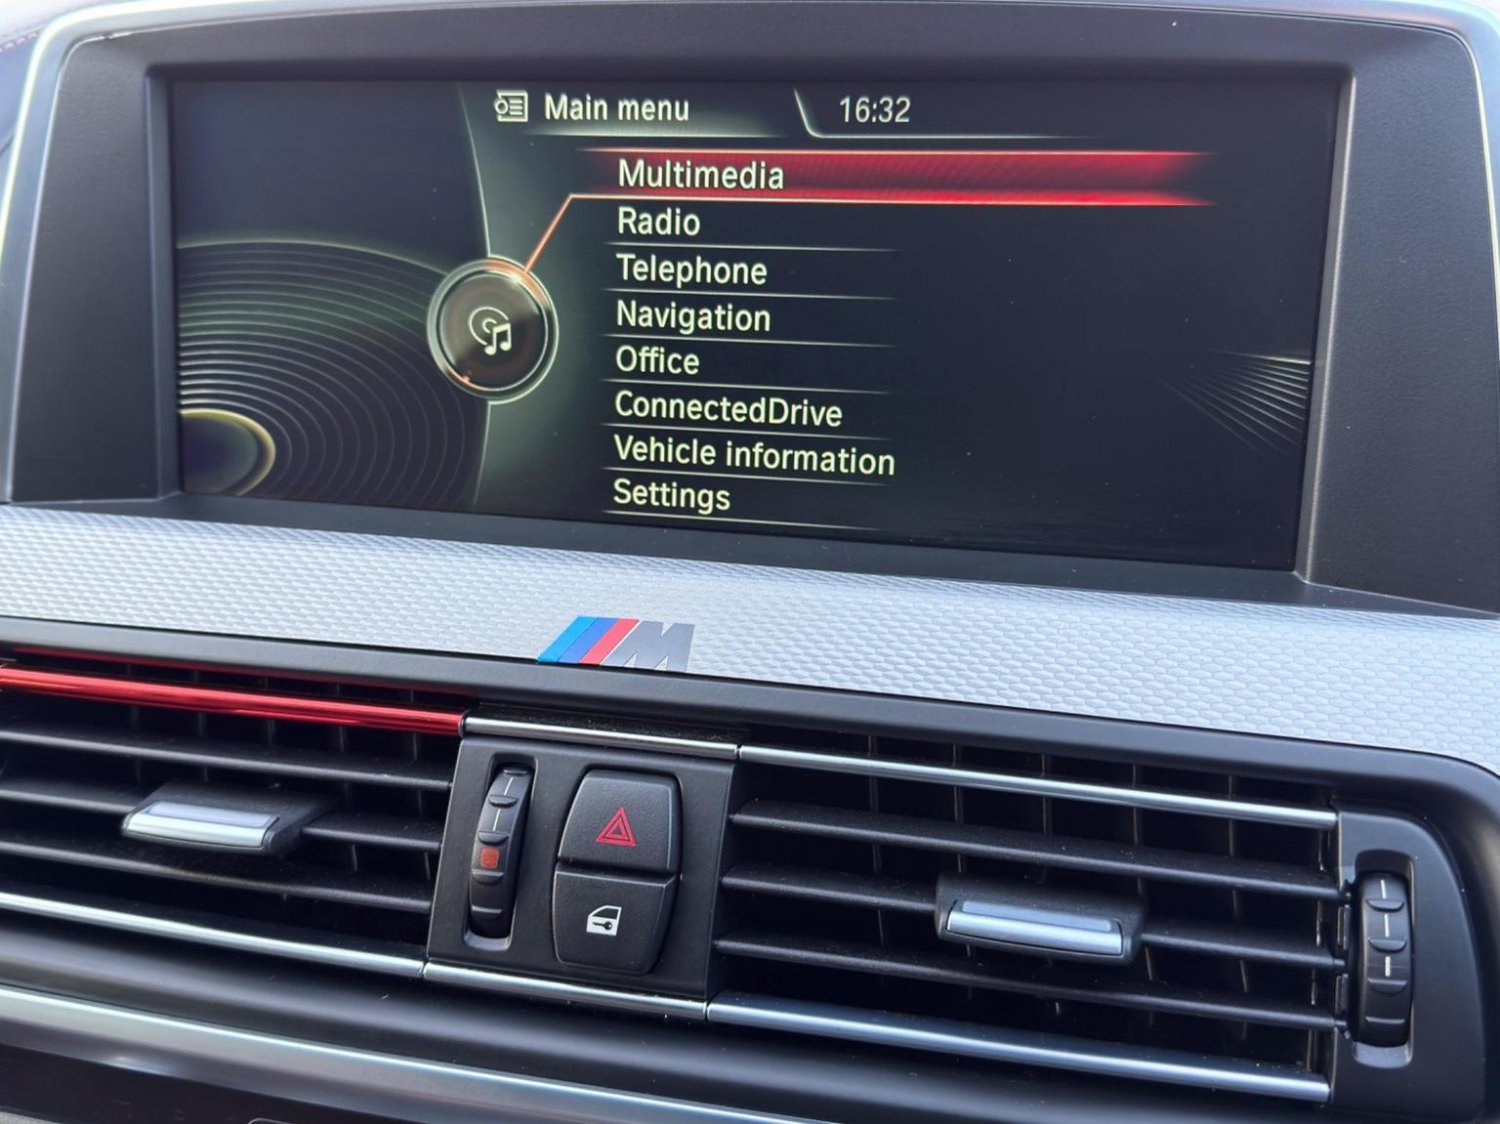 Main menu 16:32
Multimedia
Radio
Telephone
Navigation
Office
ConnectedDrive
Vehicle information
Settings
M